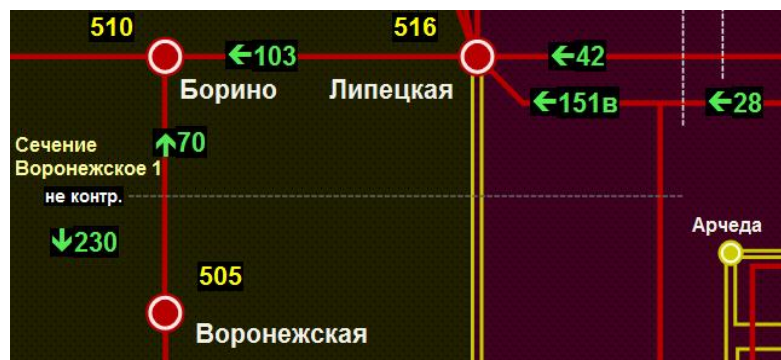 510
516
←103
←42
Борино
Липецкая
←151в
←28
Сечение
Воронежское 1
↑70
не контр.
Арчеда
↓230
505
Воронежская